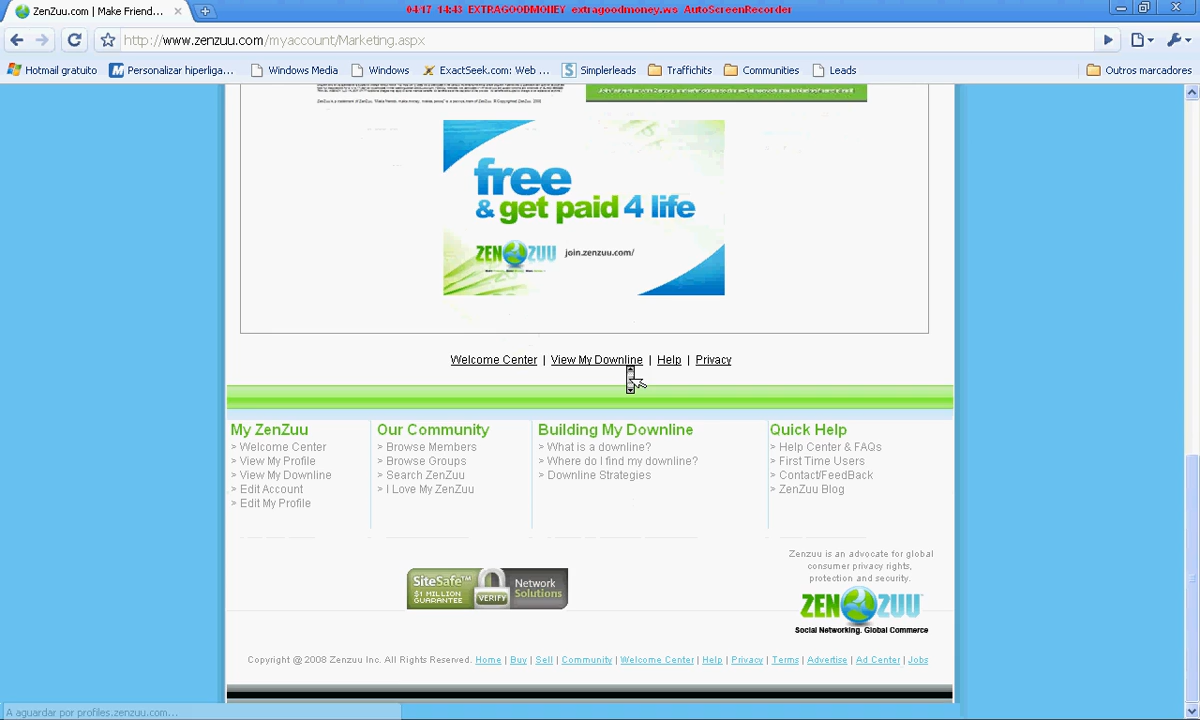 ZenZuu.com | Make Friend...
04:17 14:43 EXTRAGOODMONEY extragoodmoney.ws AutoScreenRecorder
http://www.zenzuu.com/myaccount/Marketing.aspx
Hotmail gratuito
Personalizar hiperliga...
Windows Media
Windows
ExactSeek.com: Web ...
Simplerleads
Traffichits
Communities
Leads
Outros marcadores
free
& get paid 4 life
ZENZUU join.zenzuu.com/
Welcome Center | View My Downline | Help | Privacy
My ZenZuu
> Welcome Center
> View My Profile
> View My Downline
> Edit Account
> Edit My Profile
Our Community
> Browse Members
> Browse Groups
> Search ZenZuu
> I Love My ZenZuu
Building My Downline
> What is a downline?
> Where do I find my downline?
> Downline Strategies
Quick Help
> Help Center & FAQs
> First Time Users
> Contact/FeedBack
> ZenZuu Blog
SiteSafe™
$1 MILLION
GUARANTEE
VERIFY
Network
Solutions
Zenzuu is an advocate for global
consumer privacy rights,
protection and security.
ZENZUU
Social Networking. Global Commerce
Copyright @ 2008 Zenzuu Inc. All Rights Reserved. Home | Buy | Sell | Community | Welcome Center | Help | Privacy | Terms | Advertise | Ad Center | Jobs
A aguardar por profiles.zenzuu.com...